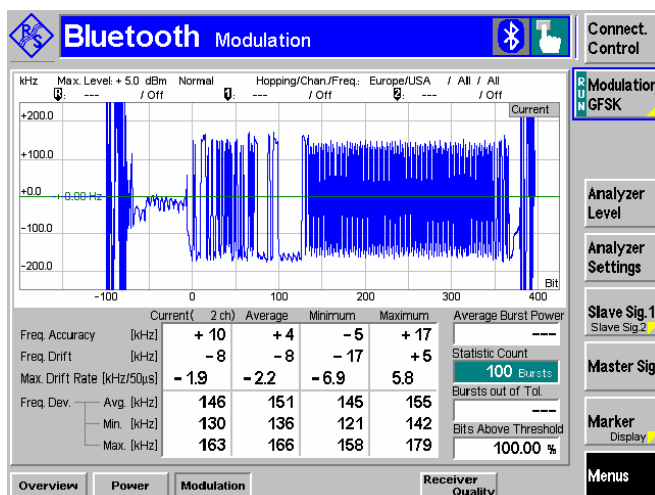 R S
Bluetooth Modulation
Connect. Control
kHz Max. Level: + 5.0 dBm Normal Hopping/Chan./Freq.: Europe/USA / All / All
R: --- / Off 1: --- / Off 2: --- / Off
Current
RUN
Modulation
GFSK
+200.0
+100.0
+0.0
+ 0.00 Hz
-100.0
-200.0
Bit
-100 0 100 200 300 400
Analyzer Level
Analyzer Settings
Slave Sig.1
Slave Sig.2
Master Sig
Marker
Display
Menus
Current( 2 ch) Average Minimum Maximum
Freq. Accuracy [kHz] + 10 + 4 - 5 + 17
Freq. Drift [kHz] - 8 - 8 - 17 + 5
Max. Drift Rate [kHz/50µs] - 1.9 - 2.2 - 6.9 5.8
Freq. Dev. Avg. [kHz] 146 151 145 155
Min. [kHz] 130 136 121 142
Max. [kHz] 163 166 158 179
Average Burst Power
---
Statistic Count
100 Bursts
Bursts out of Tol.
---
Bits Above Threshold
100.00 %
Overview Power Modulation Receiver Quality